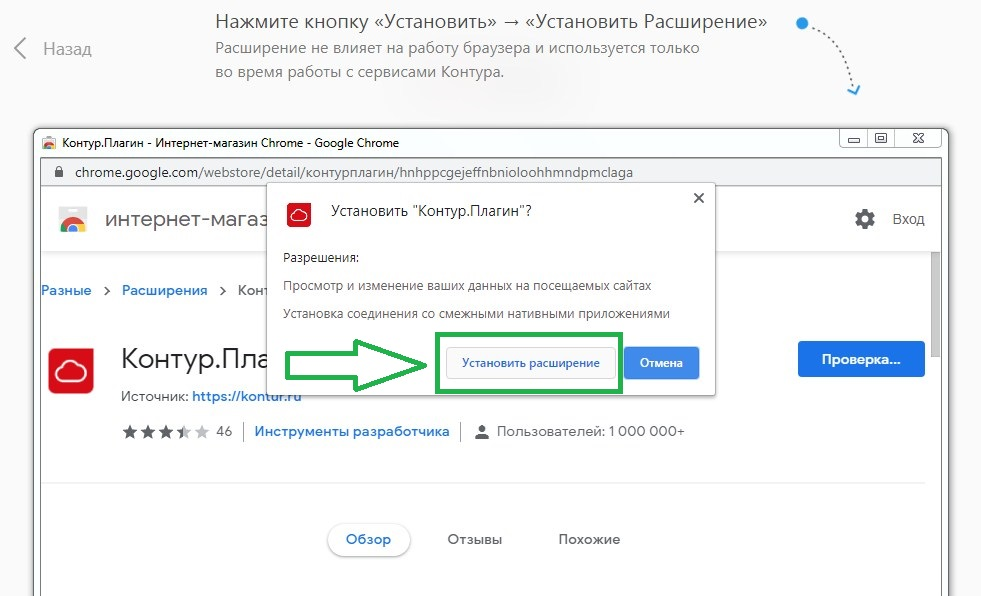 Нажмите кнопку «Установить» → «Установить Расширение»
Назад
Расширение не влияет на работу браузера и используется только
во время работы с сервисами Контура.
Контур.Плагин - Интернет-магазин Chrome - Google Chrome
chrome.google.com/webstore/detail/контурплагин/hnhppcgejeffnbnioloohhmndpmclaga
интернет-магаз
Вход
Установить "Контур.Плагин"?
Разрешения:
Просмотр и изменение ваших данных на посещаемых сайтах
Установка соединения со смежными нативными приложениями
Установить расширение
Отмена
Разные > Расширения > Конт
Контур.Пла
Проверка...
Источник: https://kontur.ru
46 Инструменты разработчика Пользователей: 1 000 000+
Обзор Отзывы Похожие